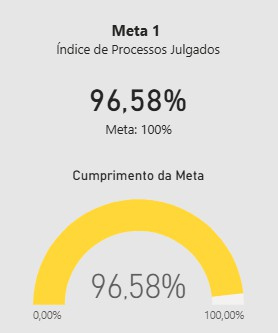 Meta 1
Índice de Processos Julgados
96,58%
Meta: 100%
Cumprimento da Meta
96,58%
0,00%
100,00%